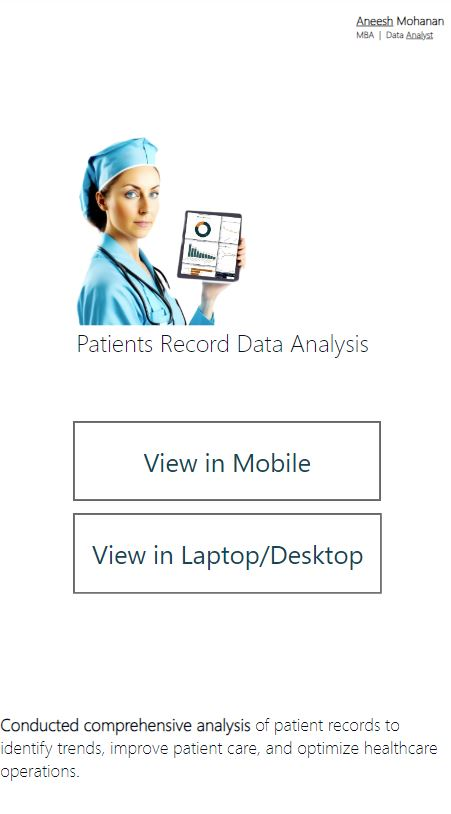 Aneesh Mohanan
MBA | Data Analyst
Patients Record Data Analysis
View in Mobile
View in Laptop/Desktop
Conducted comprehensive analysis of patient records to
identify trends, improve patient care, and optimize healthcare
operations.